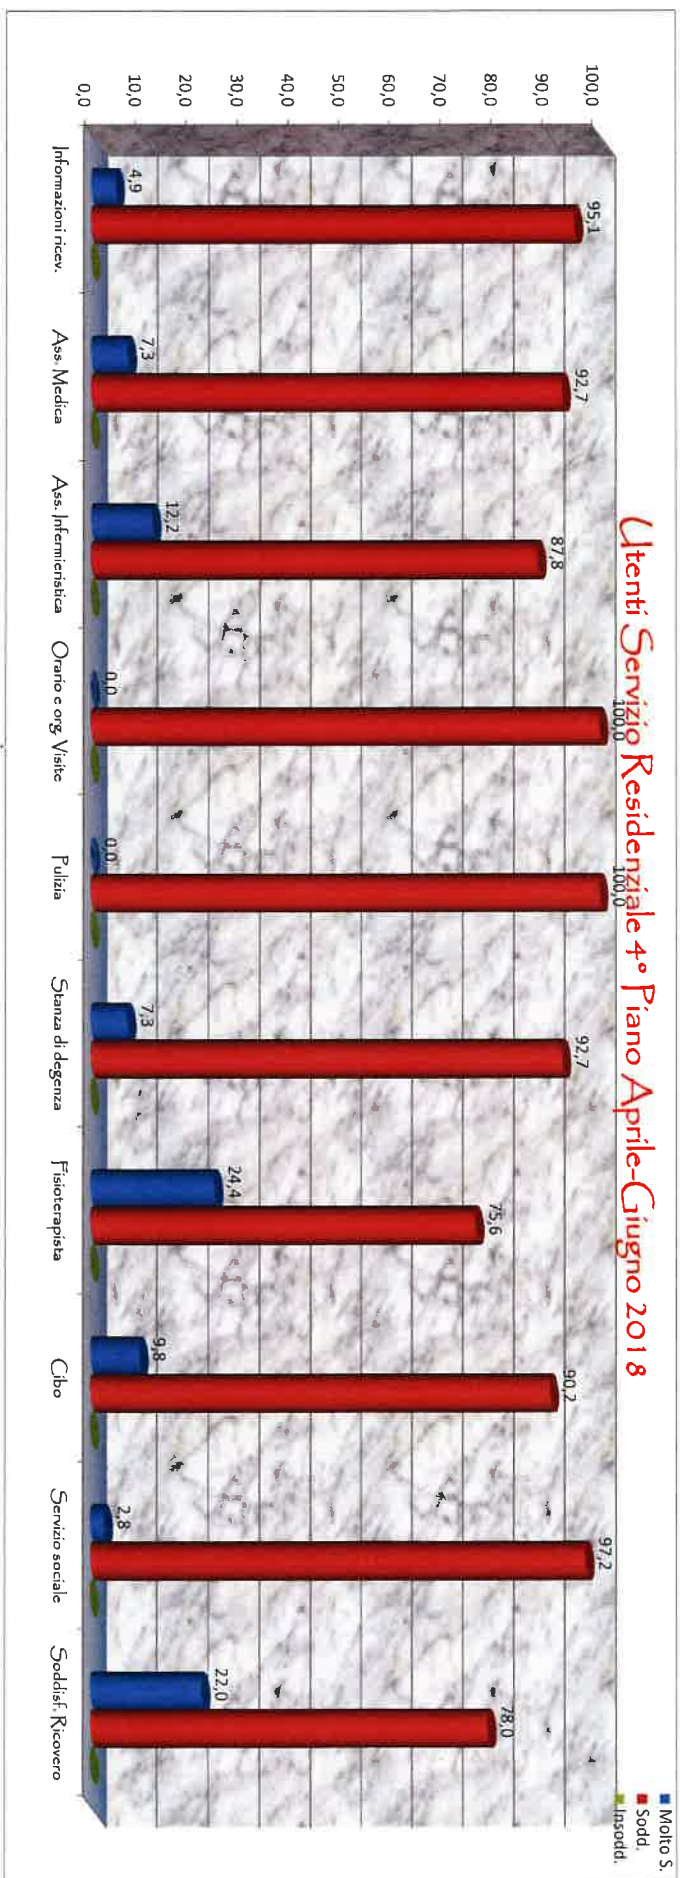 Utenti Servizio Residenziale 4° Piano Aprile-Giugno 2018
Molto S.
Sodd.
Insodd.
100,0
90,0
80,0
70,0
60,0
50,0
40,0
30,0
20,0
10,0
0,0
4,9
95,1
7,3
92,7
12,2
87,8
0,0
100,0
0,0
100,0
7,3
92,7
24,4
75,6
9,8
90,2
2,8
97,2
22,0
78,0
Informazioni ricev.
Ass. Medica
Ass. Infermieristica
Orario e org. Visite
Pulizia
Stanza di degenza
Fisioterapista
Cibo
Servizio sociale
Soddisf. Ricovero